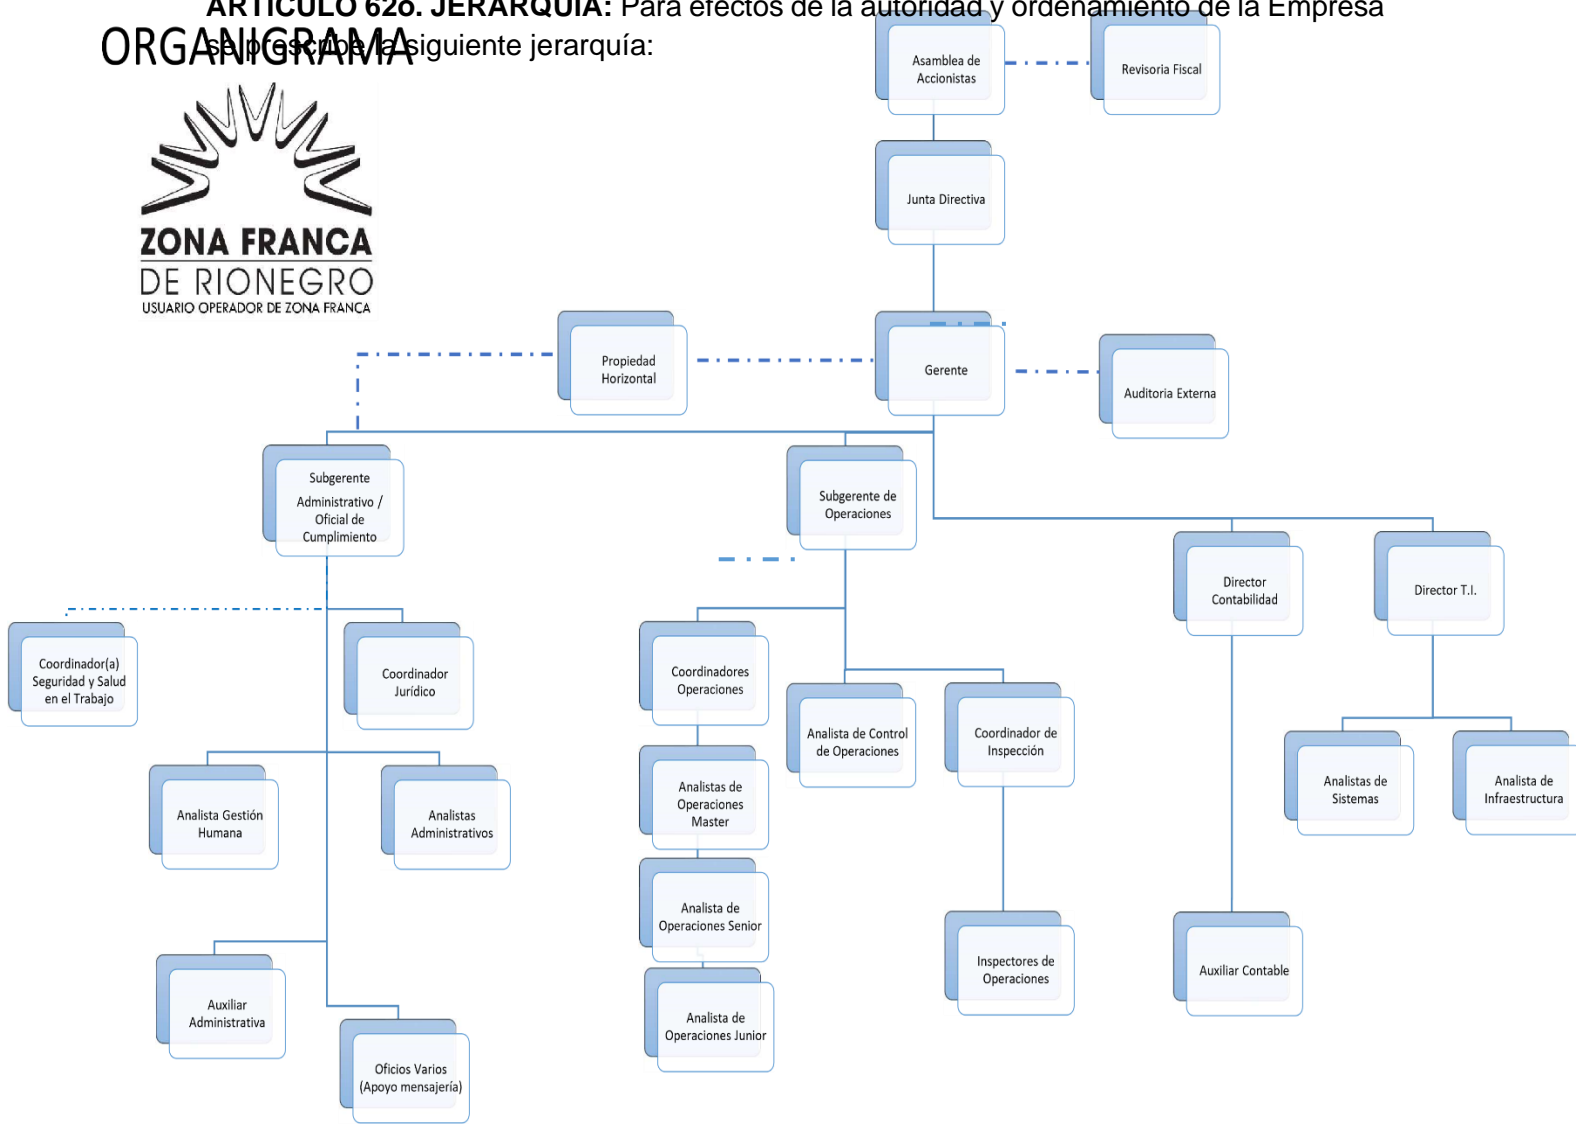 ARTÍCULO 62o. JERARQUÍA: Para efectos de la autoridad y ordenamiento de la Empresa
se prescribe la siguiente jerarquía:
ORGANIGRAMA
ZONA FRANCA
DE RIONEGRO
USUARIO OPERADOR DE ZONA FRANCA
Asamblea de
Accionistas
Revisoria Fiscal
Junta Directiva
Propiedad
Horizontal
Gerente
Auditoria Externa
Subgerente
Administrativo /
Oficial de
Cumplimiento
Subgerente de
Operaciones
Director
Contabilidad
Director T.I.
Coordinador(a)
Seguridad y Salud
en el Trabajo
Coordinador
Jurídico
Coordinadores
Operaciones
Analista de Control
de Operaciones
Coordinador de
Inspección
Analistas de
Sistemas
Analista de
Infraestructura
Analista Gestión
Humana
Analistas
Administrativos
Analistas de
Operaciones
Master
Analista de
Operaciones Senior
Inspectores de
Operaciones
Auxiliar Contable
Auxiliar
Administrativa
Analista de
Operaciones Junior
Oficios Varios
(Apoyo mensajería)